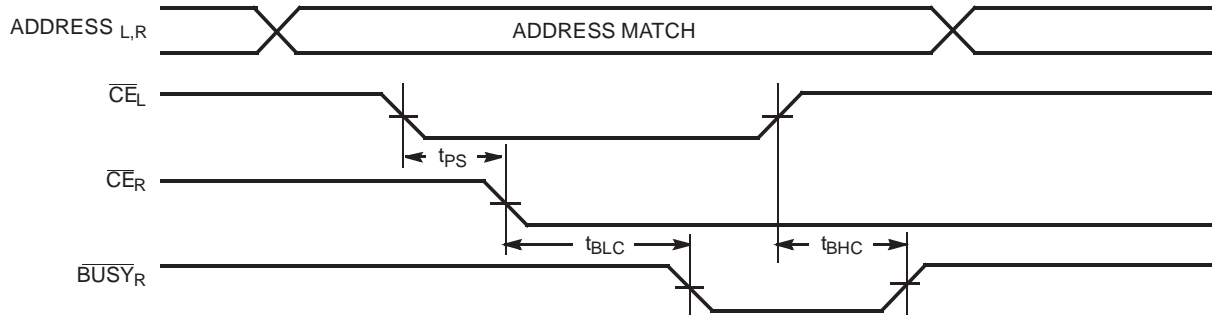 ADDRESS L,R
ADDRESS MATCH
CEL
tPS
CER
tBLC
tBHC
BUSYR